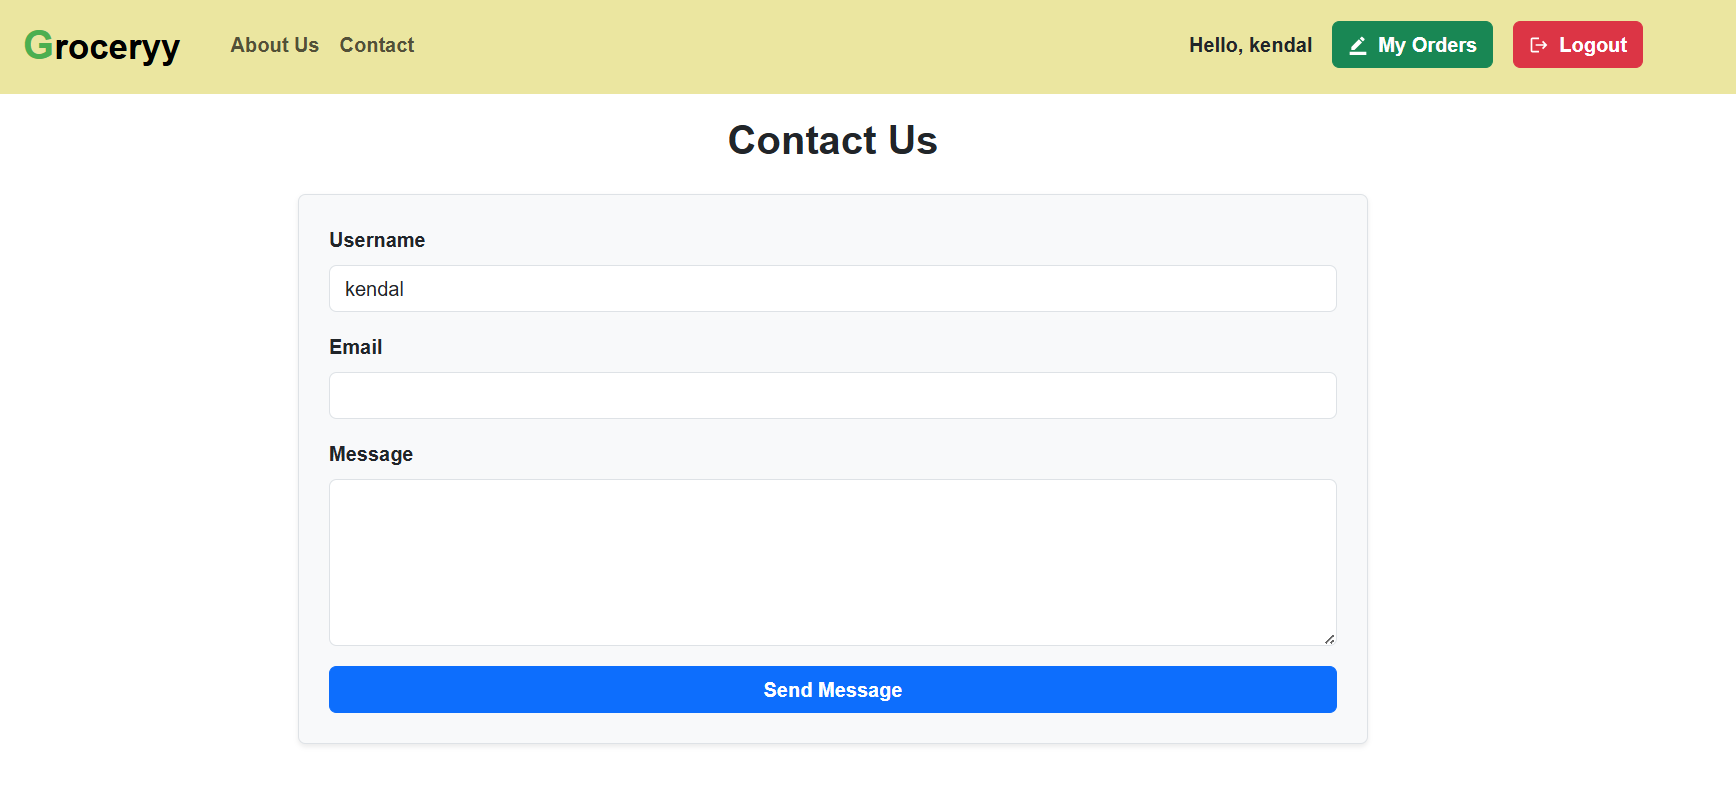 Groceryy About Us Contact Hello, kendal My Orders Logout
Contact Us
Username
kendal
Email
Message
Send Message